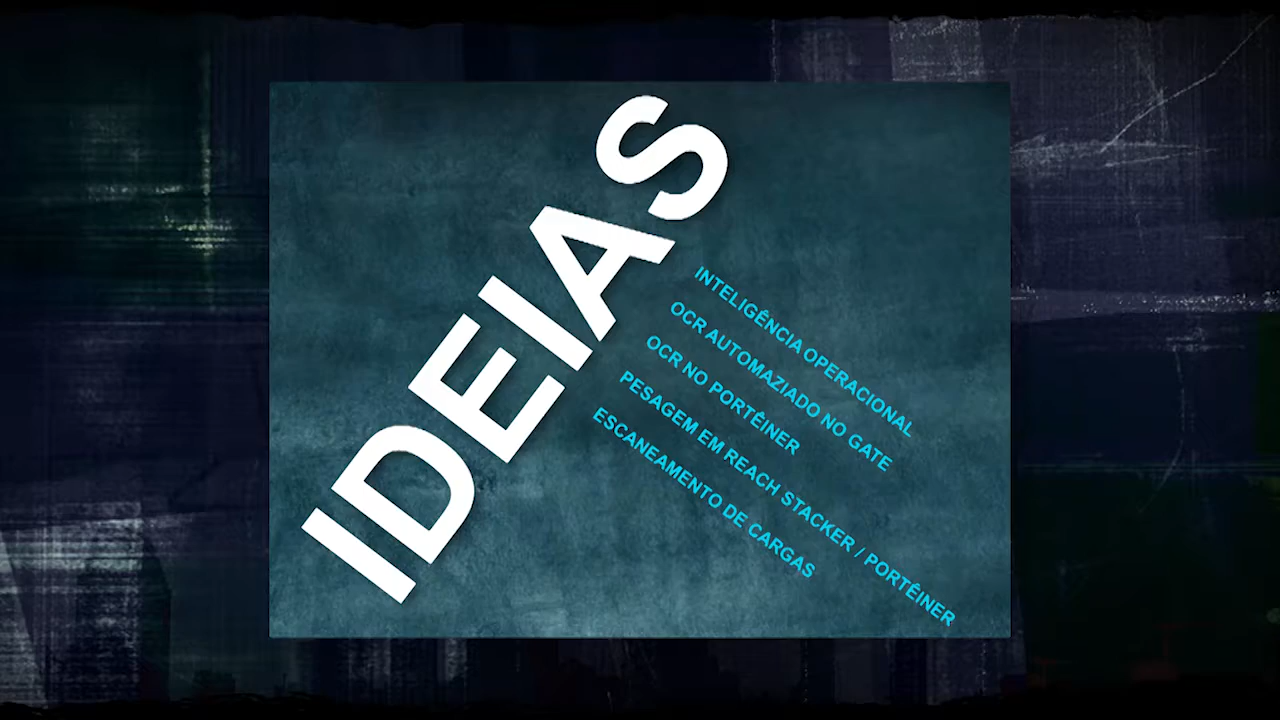 IDEIAS
INTELIGÊNCIA OPERACIONAL
OCR AUTOMAZIADO NO GATE
OCR NO PORTÊINER
PESAGEM EM REACH STACKER / PORTÊINER
ESCANEAMENTO DE CARGAS